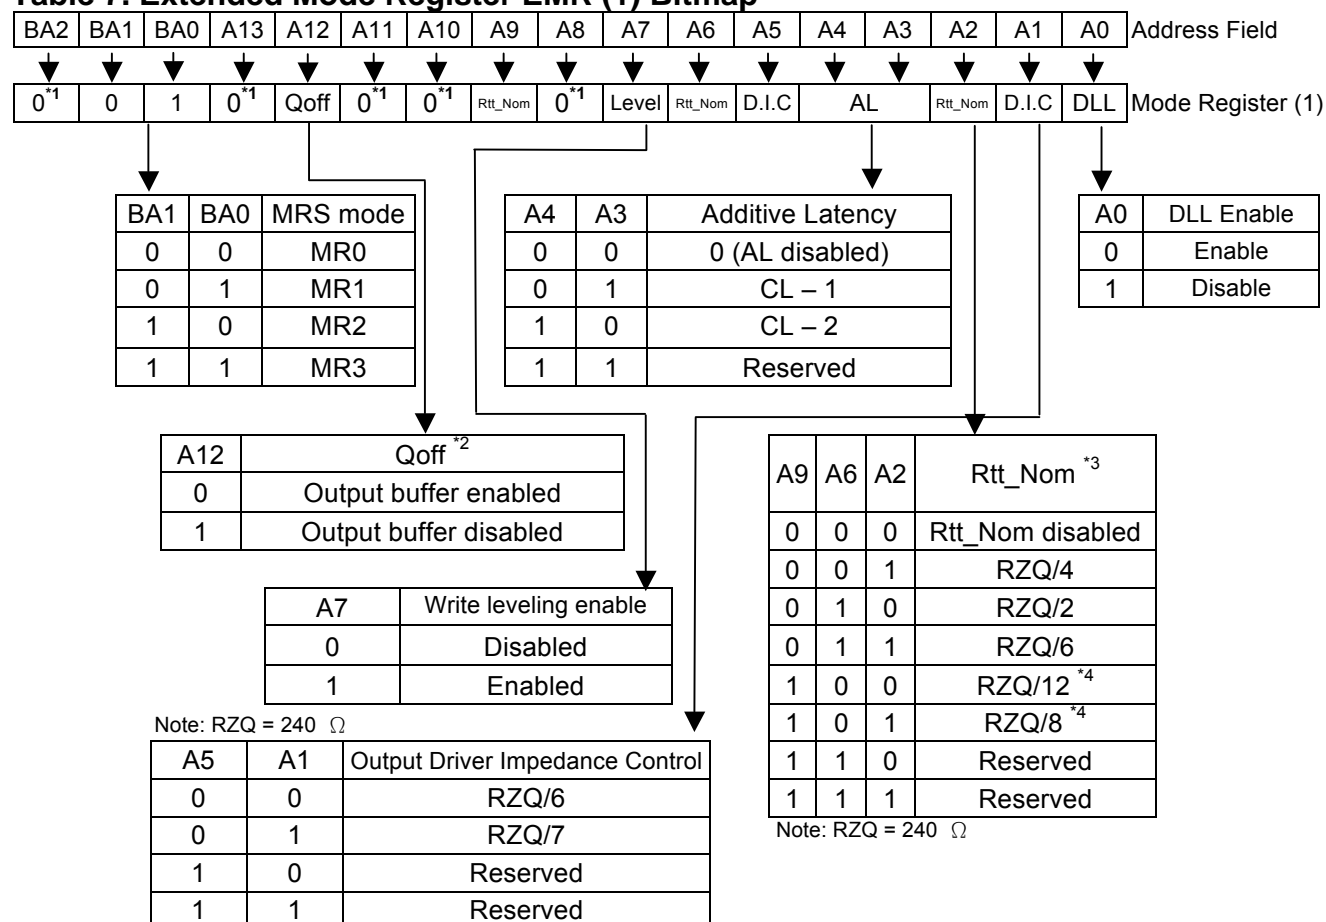 Table 7. Extended Mode Register EMR (1) Bitmap
BA2 BA1 BA0 A13 A12 A11 A10 A9 A8 A7 A6 A5 A4 A3 A2 A1 A0 Address Field
0*1 0 1 0*1 Qoff 0*1 0*1 Rtt_Nom 0*1 Level Rtt_Nom D.I.C AL Rtt_Nom D.I.C DLL Mode Register (1)
BA1 BA0 MRS mode
0 0 MR0
0 1 MR1
1 0 MR2
1 1 MR3
A4 A3 Additive Latency
0 0 0 (AL disabled)
0 1 CL – 1
1 0 CL – 2
1 1 Reserved
A0 DLL Enable
0 Enable
1 Disable
A12 Qoff *2
0 Output buffer enabled
1 Output buffer disabled
A9 A6 A2 Rtt_Nom *3
0 0 0 Rtt_Nom disabled
0 0 1 RZQ/4
0 1 0 RZQ/2
0 1 1 RZQ/6
1 0 0 RZQ/12 *4
1 0 1 RZQ/8 *4
1 1 0 Reserved
1 1 1 Reserved
Note: RZQ = 240 Ω
A7 Write leveling enable
0 Disabled
1 Enabled
Note: RZQ = 240 Ω
A5 A1 Output Driver Impedance Control
0 0 RZQ/6
0 1 RZQ/7
1 0 Reserved
1 1 Reserved